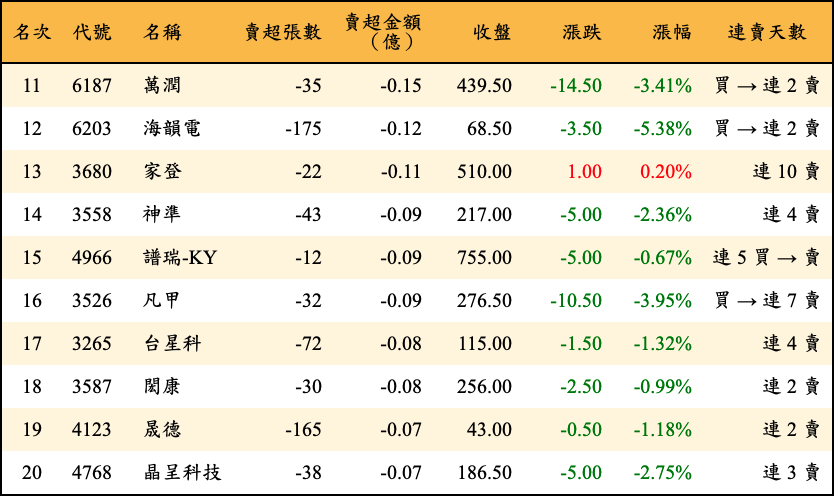 名次 代號 名稱 賣超張數 賣超金額（億） 收盤 漲跌 漲幅 連賣天數
11 6187 萬潤 -35 -0.15 439.50 -14.50 -3.41% 買 → 連 2 賣
12 6203 海韻電 -175 -0.12 68.50 -3.50 -5.38% 買 → 連 2 賣
13 3680 家登 -22 -0.11 510.00 1.00 0.20% 連 10 賣
14 3558 神準 -43 -0.09 217.00 -5.00 -2.36% 連 4 賣
15 4966 譜瑞-KY -12 -0.09 755.00 -5.00 -0.67% 連 5 買 → 賣
16 3526 凡甲 -32 -0.09 276.50 -10.50 -3.95% 買 → 連 7 賣
17 3265 台星科 -72 -0.08 115.00 -1.50 -1.32% 連 4 賣
18 3587 閎康 -30 -0.08 256.00 -2.50 -0.99% 連 2 賣
19 4123 晟德 -165 -0.07 43.00 -0.50 -1.18% 連 2 賣
20 4768 晶呈科技 -38 -0.07 186.50 -5.00 -2.75% 連 3 賣